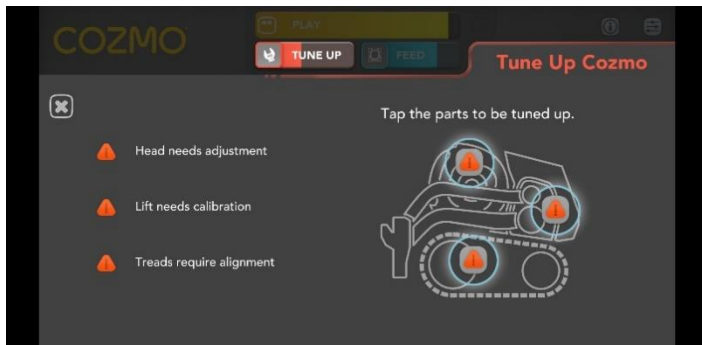 COZMO
PLAY
TUNE UP
FEED
Tune Up Cozmo
Tap the parts to be tuned up.
Head needs adjustment
Lift needs calibration
Treads require alignment